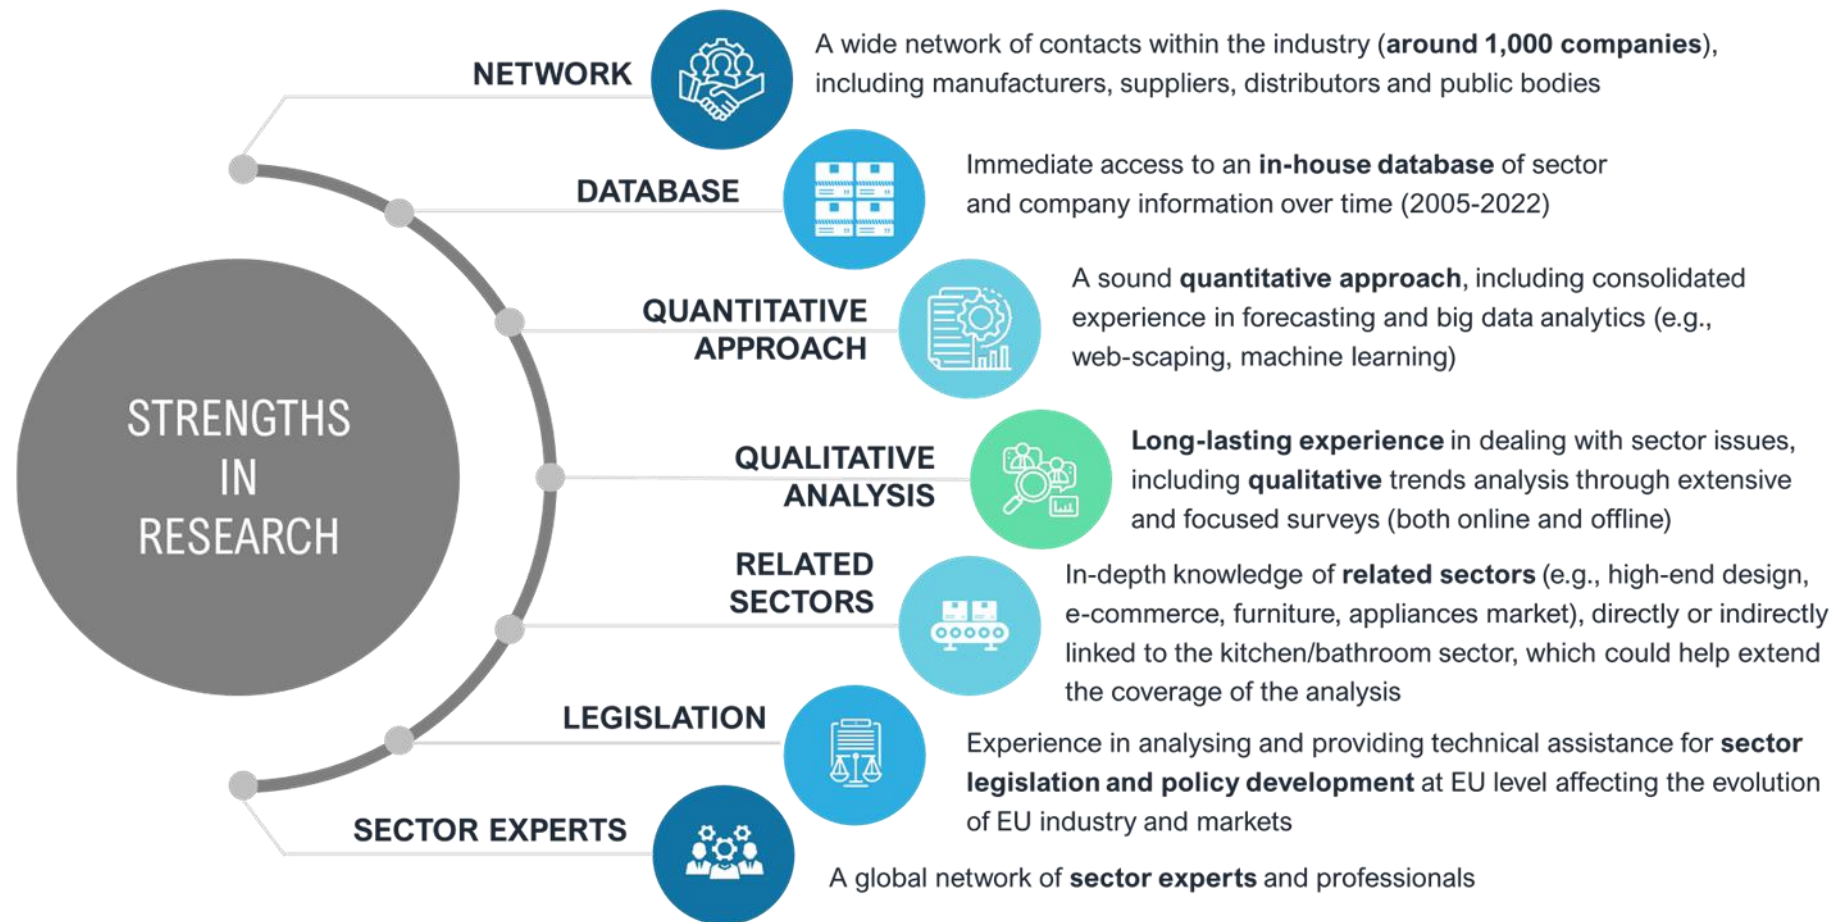 STRENGTHS
IN
RESEARCH
NETWORK
A wide network of contacts within the industry (around 1,000 companies),
including manufacturers, suppliers, distributors and public bodies
DATABASE
Immediate access to an in-house database of sector
and company information over time (2005-2022)
QUANTITATIVE
APPROACH
A sound quantitative approach, including consolidated
experience in forecasting and big data analytics (e.g.,
web-scaping, machine learning)
QUALITATIVE
ANALYSIS
Long-lasting experience in dealing with sector issues,
including qualitative trends analysis through extensive
and focused surveys (both online and offline)
RELATED
SECTORS
In-depth knowledge of related sectors (e.g., high-end design,
e-commerce, furniture, appliances market), directly or indirectly
linked to the kitchen/bathroom sector, which could help extend
the coverage of the analysis
LEGISLATION
Experience in analysing and providing technical assistance for sector
legislation and policy development at EU level affecting the evolution
of EU industry and markets
SECTOR EXPERTS
A global network of sector experts and professionals